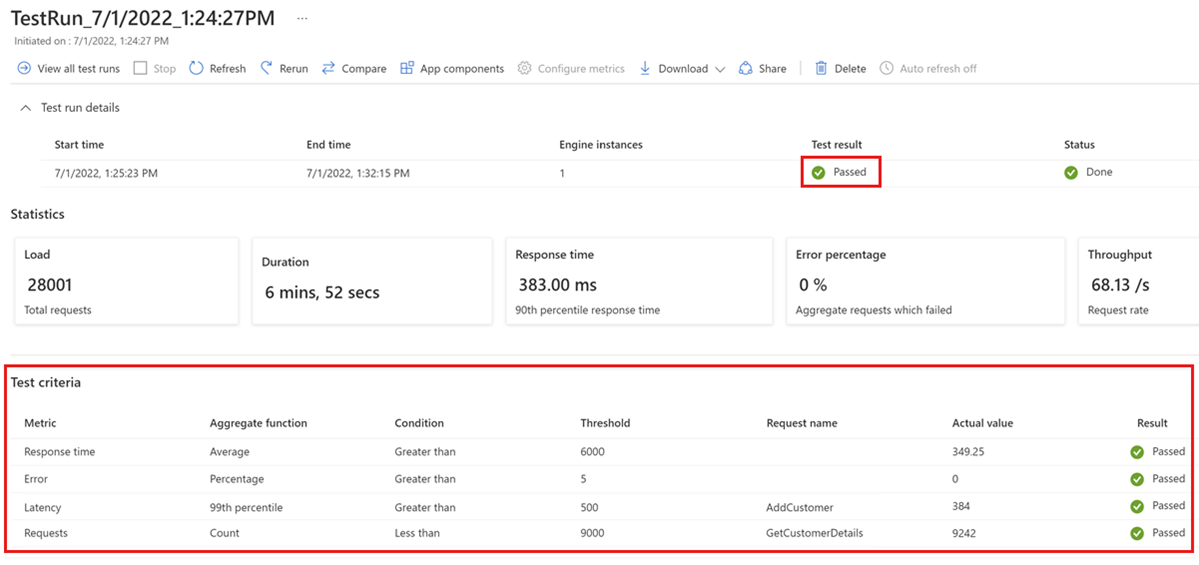 TestRun_7/1/2022_1:24:27PM ...
Initiated on : 7/1/2022, 1:24:27 PM
View all test runs Stop Refresh Rerun Compare App components Configure metrics Download Share Delete Auto refresh off
Test run details
Start time End time Engine instances Test result Status
7/1/2022, 1:25:23 PM 7/1/2022, 1:32:15 PM 1 Passed Done
Statistics
Load
28001
Total requests
Duration
6 mins, 52 secs
Response time
383.00 ms
90th percentile response time
Error percentage
0 %
Aggregate requests which failed
Throughput
68.13 /s
Request rate
Test criteria
Metric Aggregate function Condition Threshold Request name Actual value Result
Response time Average Greater than 6000 349.25 Passed
Error Percentage Greater than 5 0 Passed
Latency 99th percentile Greater than 500 AddCustomer 384 Passed
Requests Count Less than 9000 GetCustomerDetails 9242 Passed